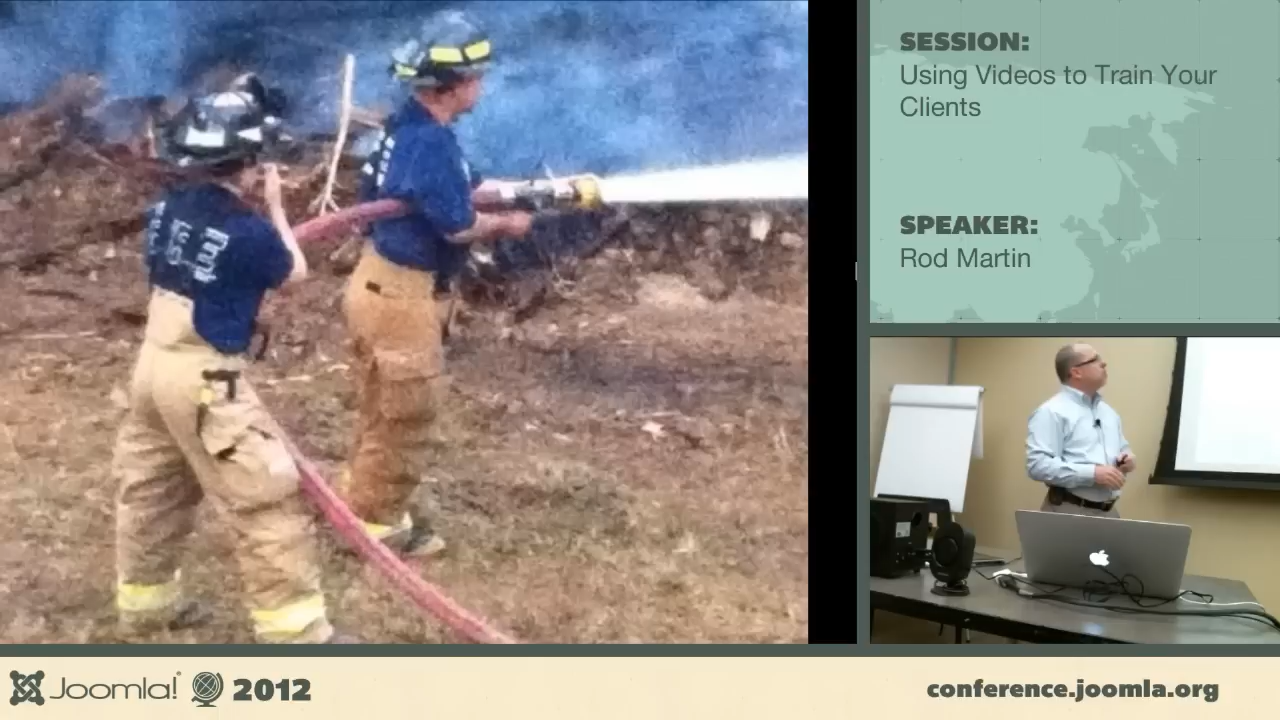 SESSION:
Using Videos to Train Your
Clients
SPEAKER:
Rod Martin
Joomla!® 2012
conference.joomla.org